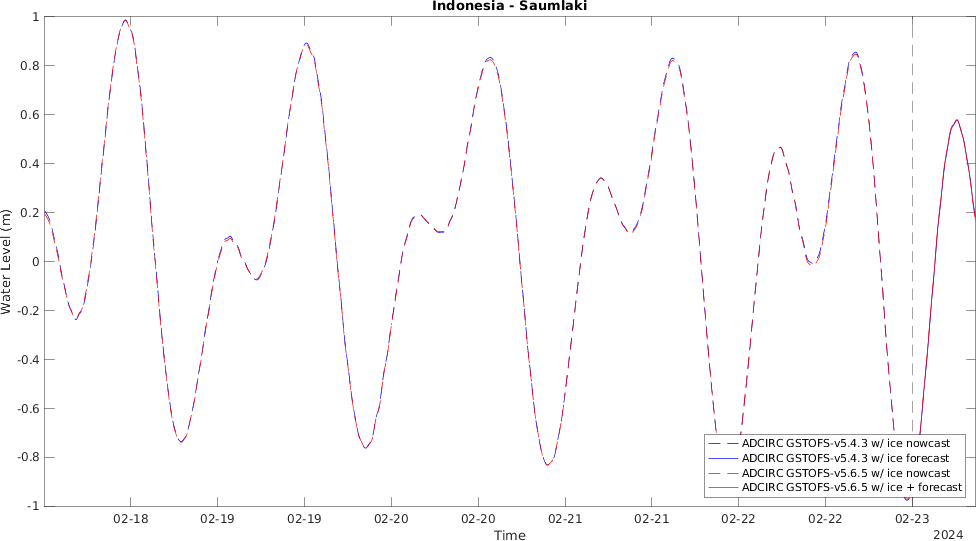 Indonesia - Saumlaki
1
0.8
0.6
0.4
0.2
0
-0.2
-0.4
-0.6
-0.8
-1
Water Level (m)
ADCIRC GSTOFS-v5.4.3 w/ ice nowcast
ADCIRC GSTOFS-v5.4.3 w/ ice forecast
ADCIRC GSTOFS-v5.6.5 w/ ice nowcast
ADCIRC GSTOFS-v5.6.5 w/ ice + forecast
02-18 02-19 02-19 02-20 02-20 02-21 02-21 02-22 02-22 02-23
Time
2024